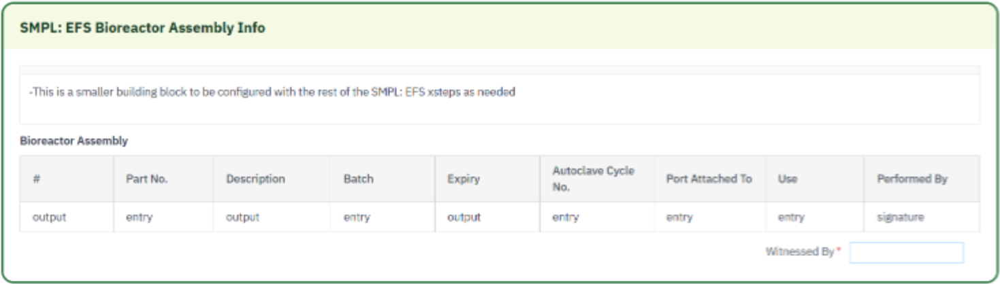 SMPL: EFS Bioreactor Assembly Info
-This is a smaller building block to be configured with the rest of the SMPL: EFS xsteps as needed
Bioreactor Assembly
# Part No. Description Batch Expiry Autoclave Cycle No. Port Attached To Use Performed By
output entry output entry output entry entry entry signature
Witnessed By *